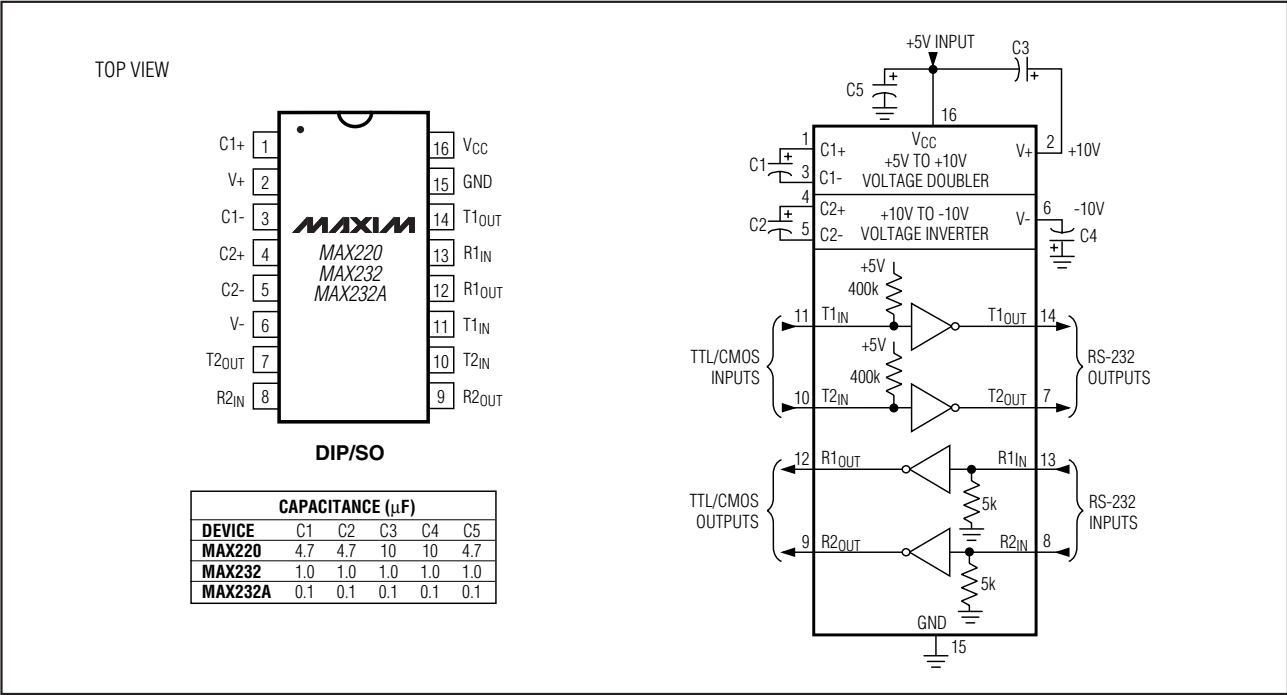 TOP VIEW
C1+ 1
V+ 2
C1- 3
C2+ 4
C2- 5
V- 6
T2OUT 7
R2IN 8
16 VCC
15 GND
14 T1OUT
13 R1IN
12 R1OUT
11 T1IN
10 T2IN
9 R2OUT
MAXIM
MAX220
MAX232
MAX232A
DIP/SO
CAPACITANCE (μF)
DEVICE C1 C2 C3 C4 C5
MAX220 4.7 4.7 10 10 4.7
MAX232 1.0 1.0 1.0 1.0 1.0
MAX232A 0.1 0.1 0.1 0.1 0.1
+5V INPUT
C3
+
C5
+
16
VCC
+5V TO +10V
VOLTAGE DOUBLER
1
C1+
C1
+
3
C1-
V+
2
+10V
4
C2+
C2
+
5
C2-
+10V TO -10V
VOLTAGE INVERTER
V-
6
-10V
C4
+
+5V
400k
11
T1IN
T1OUT
14
+5V
400k
TTL/CMOS
INPUTS
RS-232
OUTPUTS
10
T2IN
T2OUT
7
12
R1OUT
R1IN
13
5k
TTL/CMOS
OUTPUTS
RS-232
INPUTS
9
R2OUT
R2IN
8
5k
GND
15